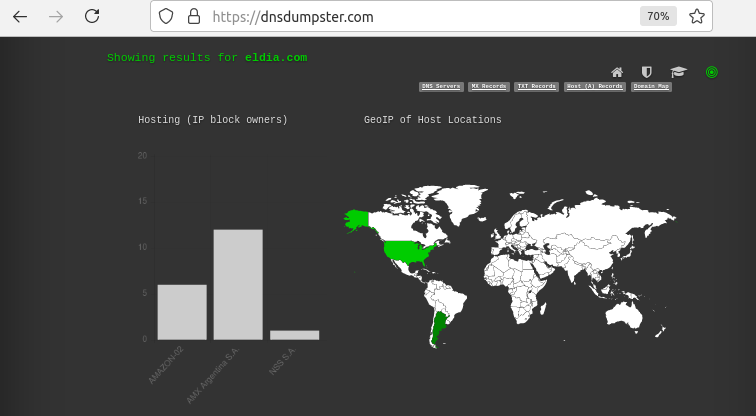 https://dnsdumpster.com
70%
Showing results for eldia.com
DNS Servers
MX Records
TXT Records
Host (A) Records
Domain Map
Hosting (IP block owners)
GeoIP of Host Locations
20
15
10
5
0
AMAZON-02
AMX Argentina S.A.
NSS S.A.